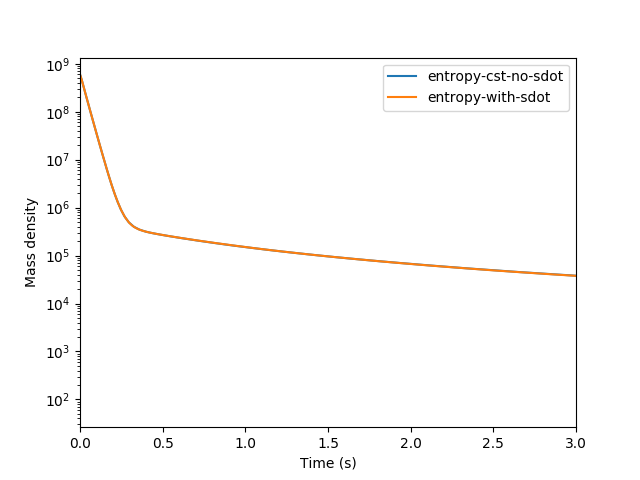 entropy-cst-no-sdot
entropy-with-sdot
Mass density
10⁹
10⁸
10⁷
10⁶
10⁵
10⁴
10³
10²
0.0 0.5 1.0 1.5 2.0 2.5 3.0
Time (s)